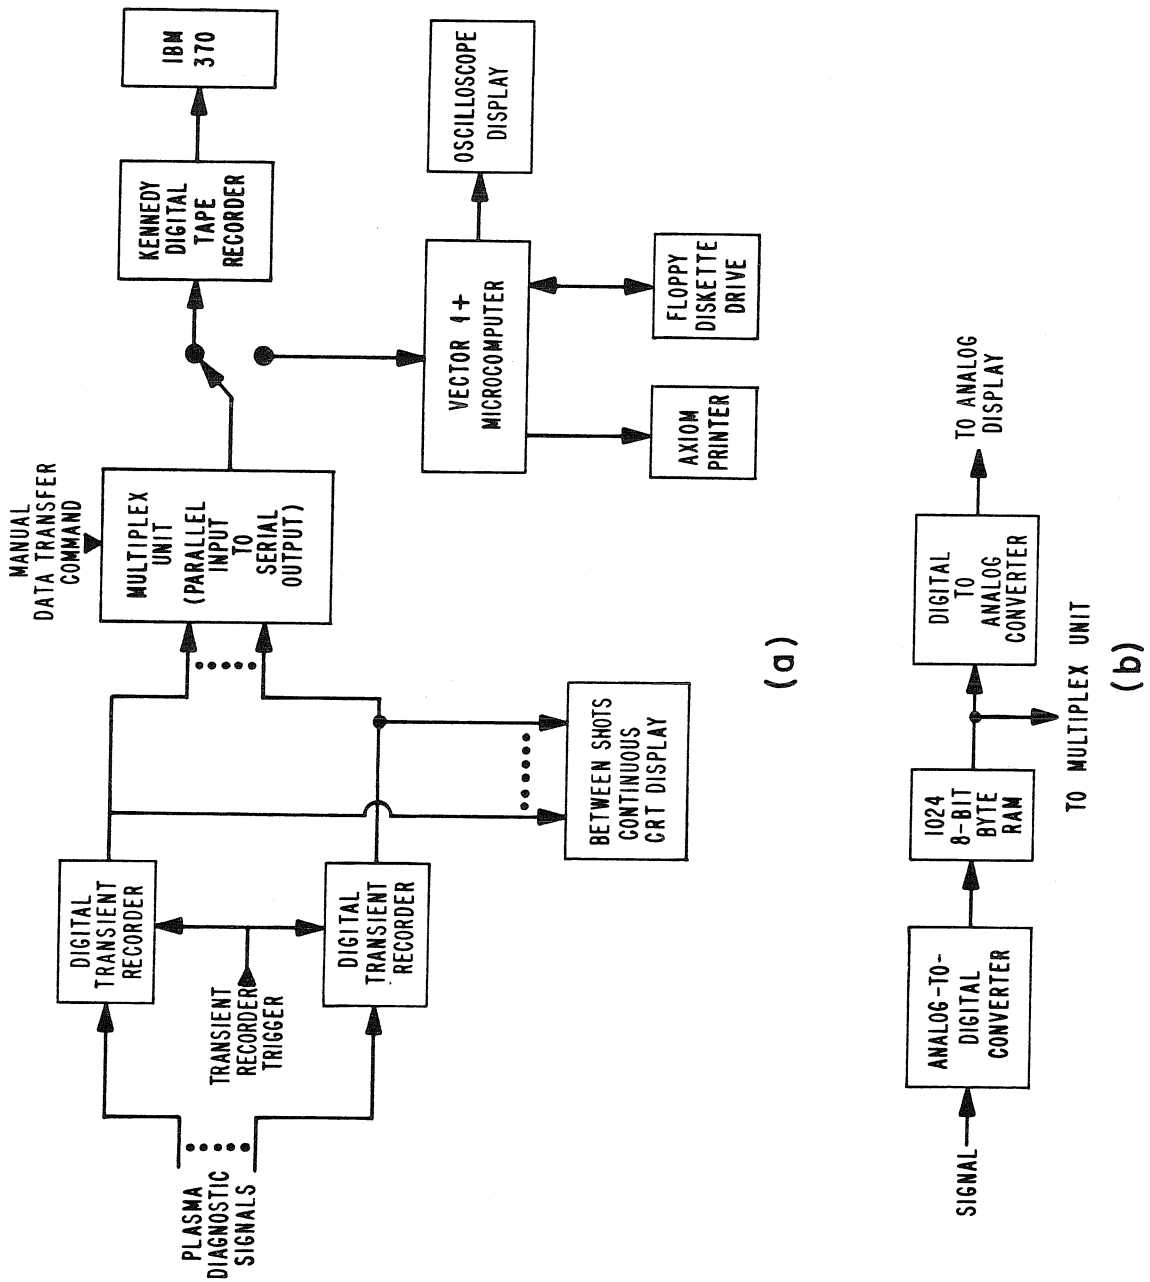 PLASMA
DIAGNOSTIC
SIGNALS
DIGITAL
TRANSIENT
RECORDER
TRANSIENT
RECORDER
TRIGGER
DIGITAL
TRANSIENT
RECORDER
BETWEEN SHOTS
CONTINUOUS
CRT DISPLAY
MANUAL
DATA TRANSFER
COMMAND
MULTIPLEX
UNIT
(PARALLEL
INPUT
TO
SERIAL
OUTPUT)
KENNEDY
DIGITAL
TAPE
RECORDER
IBM
370
VECTOR 4+
MICROCOMPUTER
OSCILLOSCOPE
DISPLAY
AXIOM
PRINTER
FLOPPY
DISKETTE
DRIVE
(a)
SIGNAL
ANALOG-TO-
DIGITAL
CONVERTER
1024
8-BIT
BYTE
RAM
TO MULTIPLEX UNIT
DIGITAL
TO
ANALOG
CONVERTER
TO ANALOG
DISPLAY
(b)